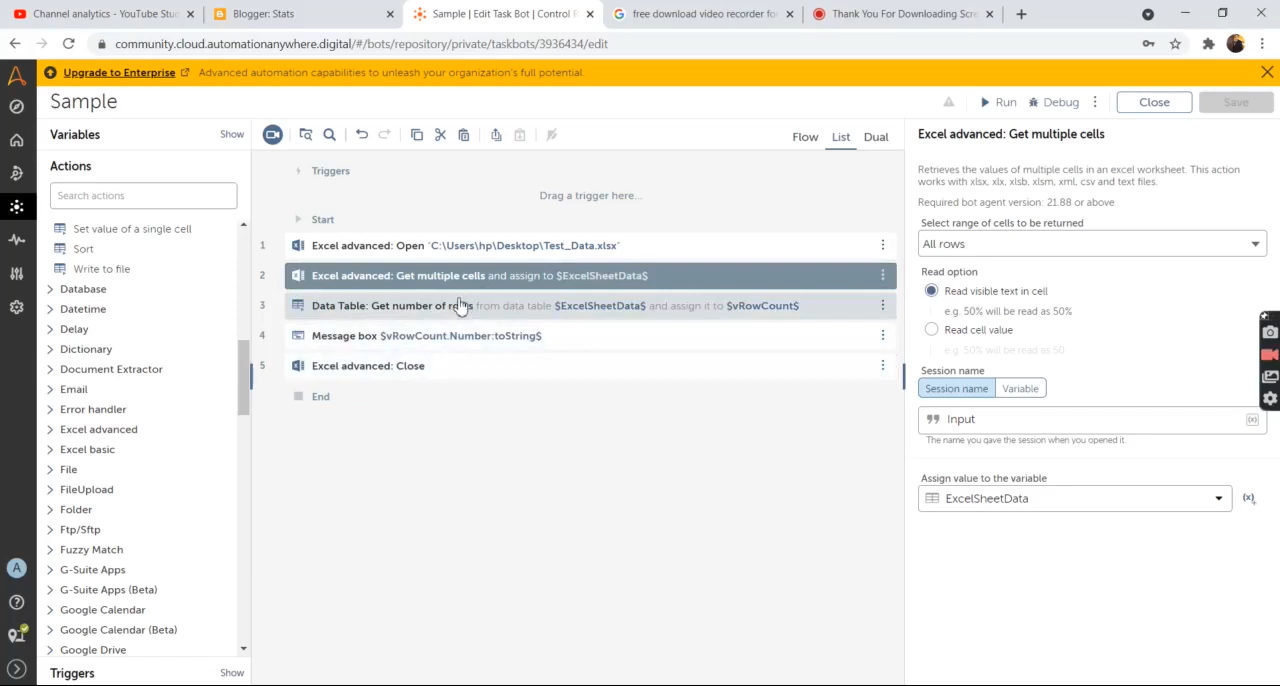 Channel analytics - YouTube Stu
Blogger: Stats
Sample | Edit Task Bot | Control
free download video recorder fo
Thank You For Downloading Scre
community.cloud.automationanywhere.digital/#/bots/repository/private/taskbots/3936434/edit
Upgrade to Enterprise Advanced automation capabilities to unleash your organization's full potential.
Sample
Run
Debug
Close
Save
Variables
Show
Actions
Search actions
Set value of a single cell
Sort
Write to file
Database
Datetime
Delay
Dictionary
Document Extractor
Email
Error handler
Excel advanced
Excel basic
File
FileUpload
Folder
Ftp/Sftp
Fuzzy Match
G-Suite Apps
G-Suite Apps (Beta)
Google Calendar
Google Calendar (Beta)
Google Drive
Triggers
Show
A
Flow
List
Dual
Triggers
Drag a trigger here...
Start
1 Excel advanced: Open "C:\Users\hp\Desktop\Test_Data.xlsx"
2 Excel advanced: Get multiple cells and assign to $ExcelSheetData$
3 Data Table: Get number of rows from data table $ExcelSheetData$ and assign it to $vRowCount$
4 Message box $vRowCount.Number:toString$
5 Excel advanced: Close
End
Excel advanced: Get multiple cells
Retrieves the values of multiple cells in an excel worksheet. This action
works with xlsx, xlx, xlsb, xlsm, xml, csv and text files.
Required bot agent version: 21.88 or above
Select range of cells to be returned
All rows
Read option
Read visible text in cell
e.g. 50% will be read as 50%
Read cell value
e.g. 50% will be read as 50
Session name
Session name
Variable
Input
(x)
The name you gave the session when you opened it.
Assign value to the variable
ExcelSheetData
(x)